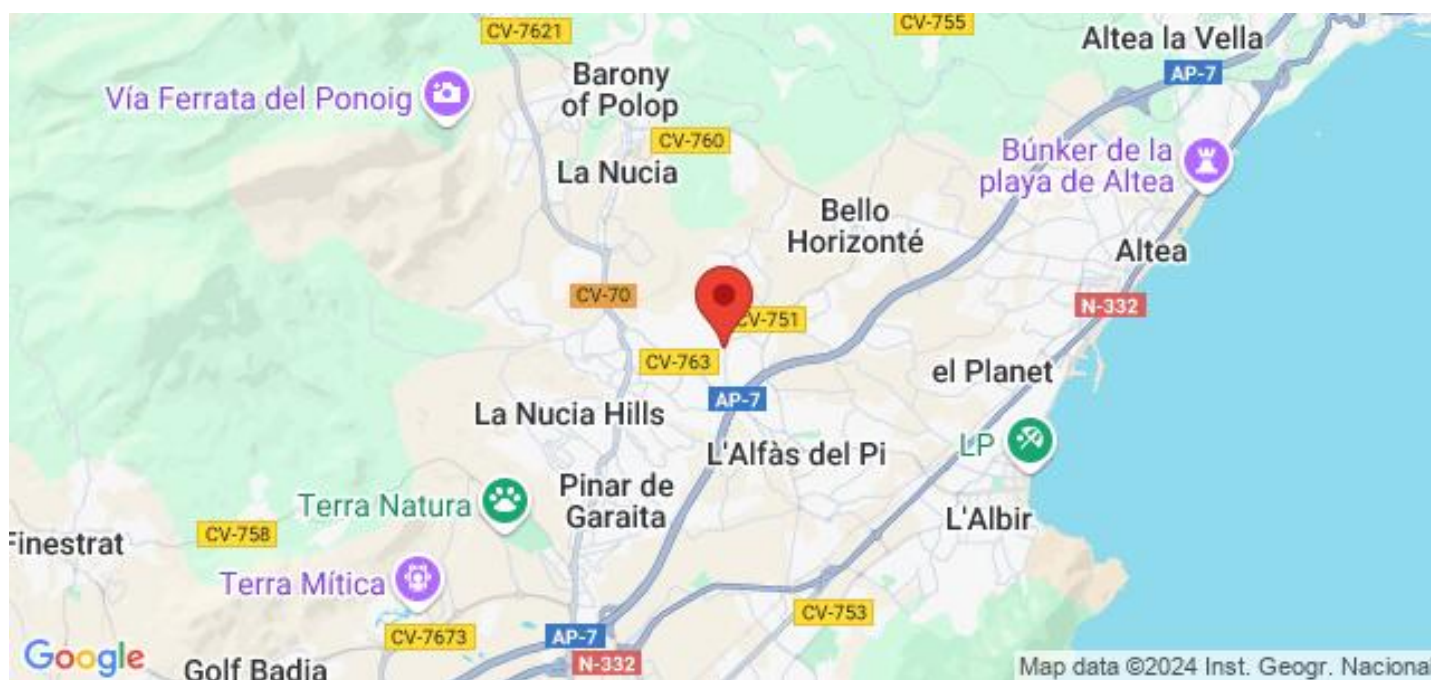 CV-7621
CV-755
Altea la Vella
AP-7
Barony
of Polop
Vía Ferrata del Ponoig
CV-760
La Nucia
Búnker de la
playa de Altea
Bello
Horizonté
Altea
CV-70
N-332
CV-751
CV-763
el Planet
AP-7
La Nucia Hills
L'Alfàs del Pi
LP
Pinar de
Garaita
Terra Natura
L'Albir
Finestrat
CV-758
Terra Mítica
CV-753
CV-7673
AP-7
Google
Golf Badia
N-332
Map data ©2024 Inst. Geogr. Nacional